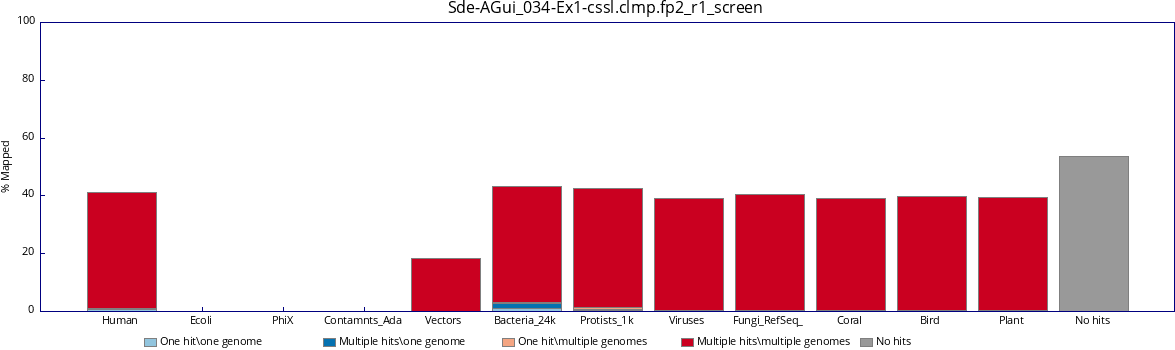 Sde-AGui_034-Ex1-cssl.clmp.fp2_r1_screen
% Mapped
100
80
60
40
20
0
Human Ecoli PhiX Contamnts_Ada Vectors Bacteria_24k Protists_1k Viruses Fungi_RefSeq_ Coral Bird Plant No hits
One hit\one genome Multiple hits\one genome One hit\multiple genomes Multiple hits\multiple genomes No hits